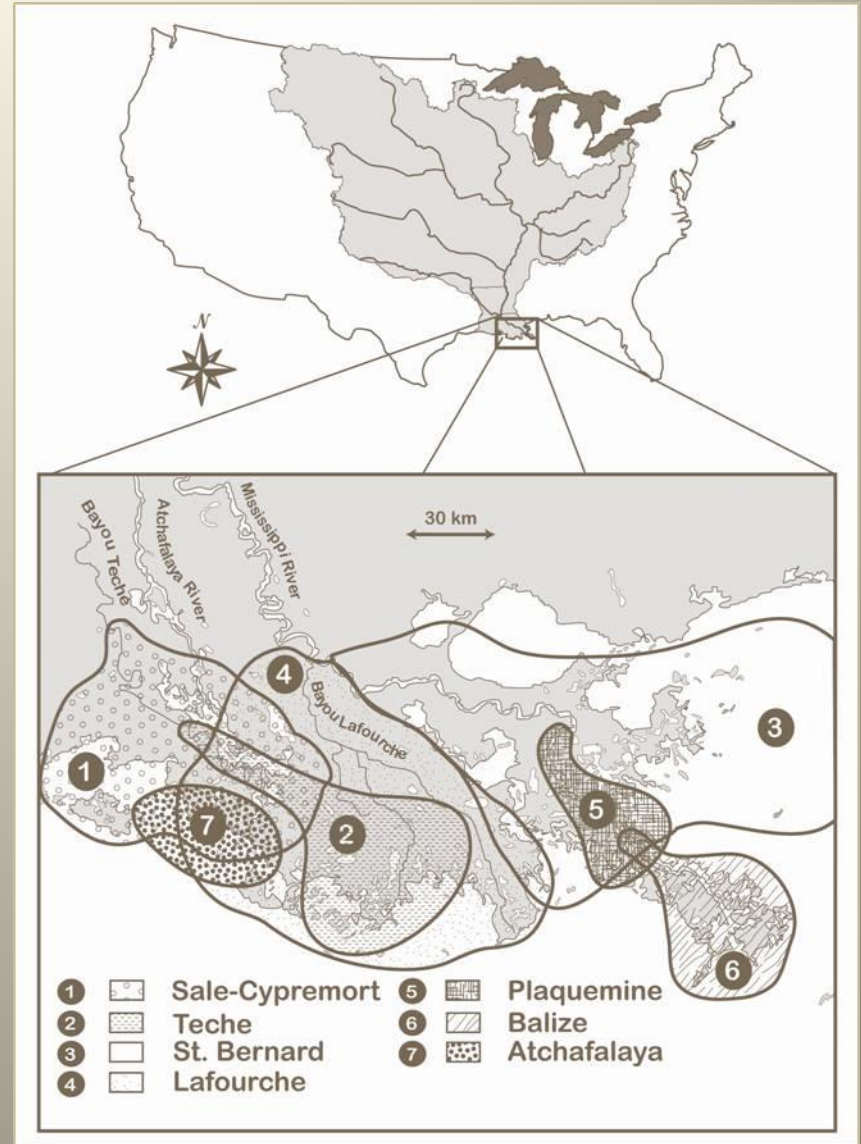 N
Bayou Teche
Atchafalaya River
Mississippi River
30 km
4
Bayou Lafourche
3
1
5
7
2
6
1 Sale-Cypremort
2 Teche
3 St. Bernard
4 Lafourche
5 Plaquemine
6 Balize
7 Atchafalaya